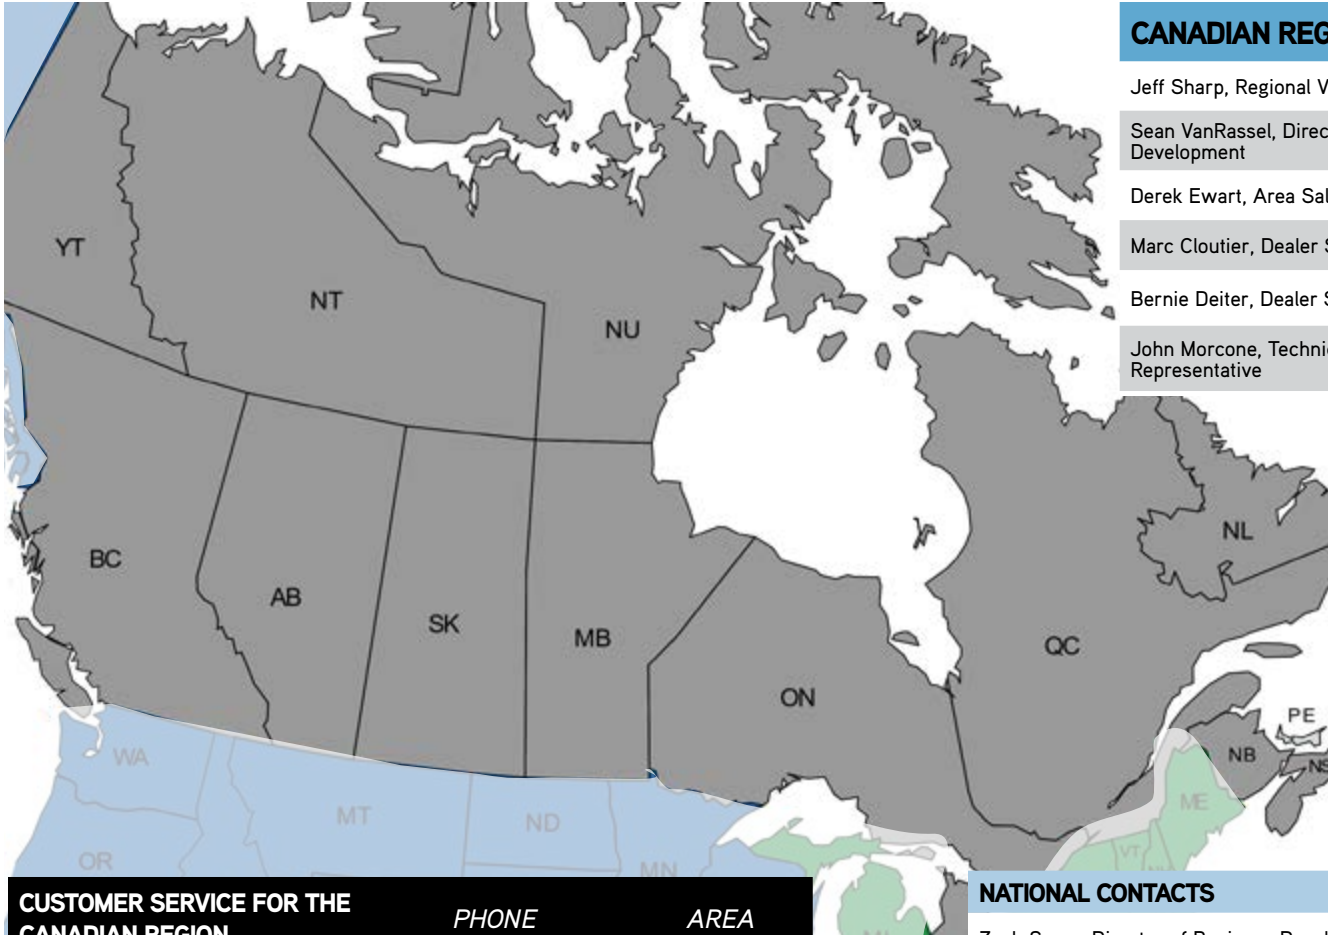 CANADIAN REG
Jeff Sharp, Regional V
Sean VanRassel, Direc
Development
Derek Ewart, Area Sal
Marc Cloutier, Dealer S
Bernie Deiter, Dealer S
John Morcone, Techni
Representative
YT
NT
NU
BC
AB
SK
MB
ON
QC
NL
PE
NB
NS
WA
MT
ND
OR
MN
ME
VT
CUSTOMER SERVICE FOR THE
CANADIAN REGION
PHONE
AREA
NATIONAL CONTACTS